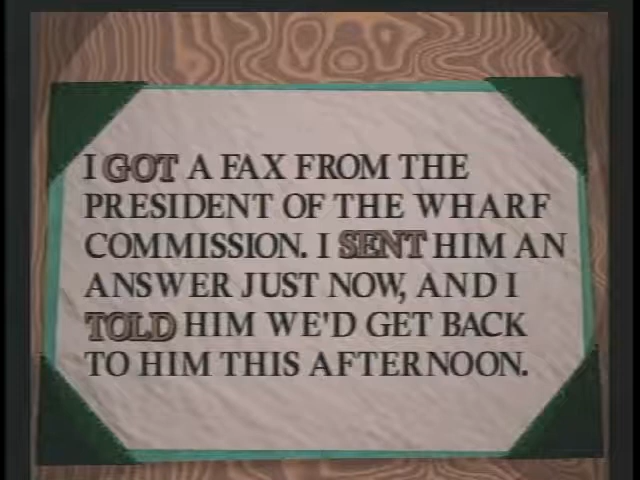 I GOT A FAX FROM THE
PRESIDENT OF THE WHARF
COMMISSION. I SENT HIM AN
ANSWER JUST NOW, AND I
TOLD HIM WE'D GET BACK
TO HIM THIS AFTERNOON.